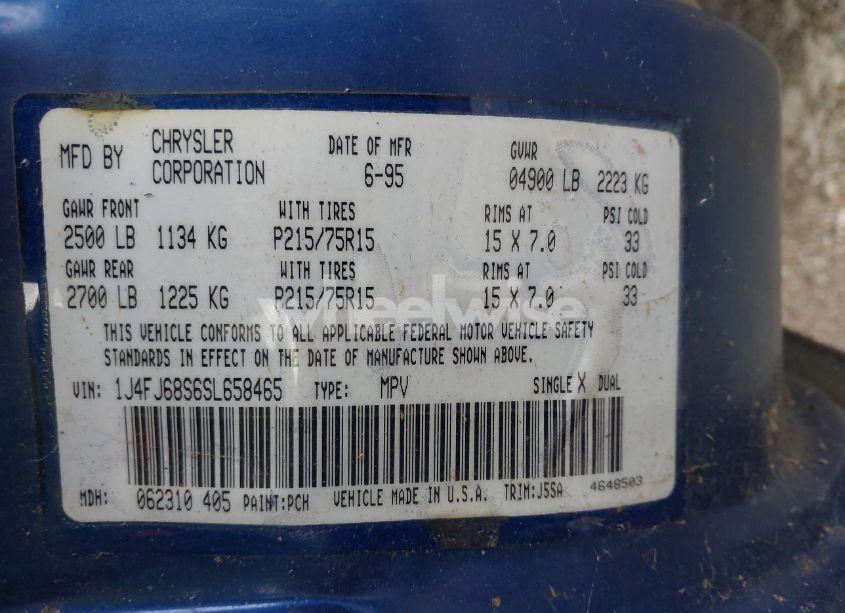 MFD BY CHRYSLER CORPORATION DATE OF MFR 6-95 GVWR 04900 LB 2223 KG
GAWR FRONT WITH TIRES RIMS AT PSI COLD
2500 LB 1134 KG P215/75R15 15 X 7.0 33
GAWR REAR WITH TIRES RIMS AT PSI COLD
2700 LB 1225 KG P215/75R15 15 X 7.0 33
wheelwise
THIS VEHICLE CONFORMS TO ALL APPLICABLE FEDERAL MOTOR VEHICLE SAFETY
STANDARDS IN EFFECT ON THE DATE OF MANUFACTURE SHOWN ABOVE.
VIN: 1J4FJ68S6SL658465 TYPE: MPV SINGLE X DUAL
MDH: 062310 405 PAINT:PCH VEHICLE MADE IN U.S.A. TRIM:J5SA 4648503